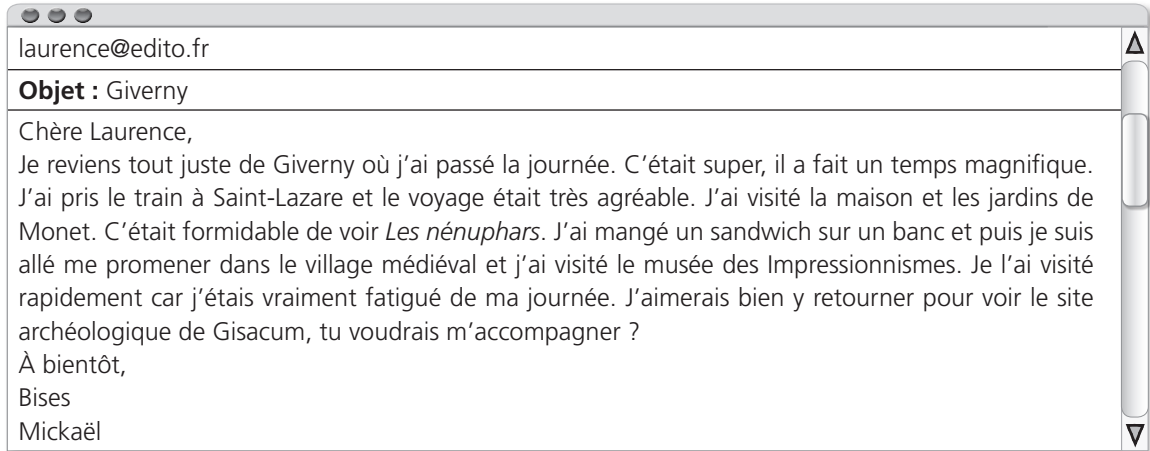 laurence@edito.fr
Objet : Giverny
Chère Laurence,
Je reviens tout juste de Giverny où j’ai passé la journée. C’était super, il a fait un temps magnifique.
J’ai pris le train à Saint-Lazare et le voyage était très agréable. J’ai visité la maison et les jardins de
Monet. C’était formidable de voir Les nénuphars. J’ai mangé un sandwich sur un banc et puis je suis
allé me promener dans le village médiéval et j’ai visité le musée des Impressionnismes. Je l’ai visité
rapidement car j’étais vraiment fatigué de ma journée. J’aimerais bien y retourner pour voir le site
archéologique de Gisacum, tu voudrais m’accompagner ?
À bientôt,
Bises
Mickaël